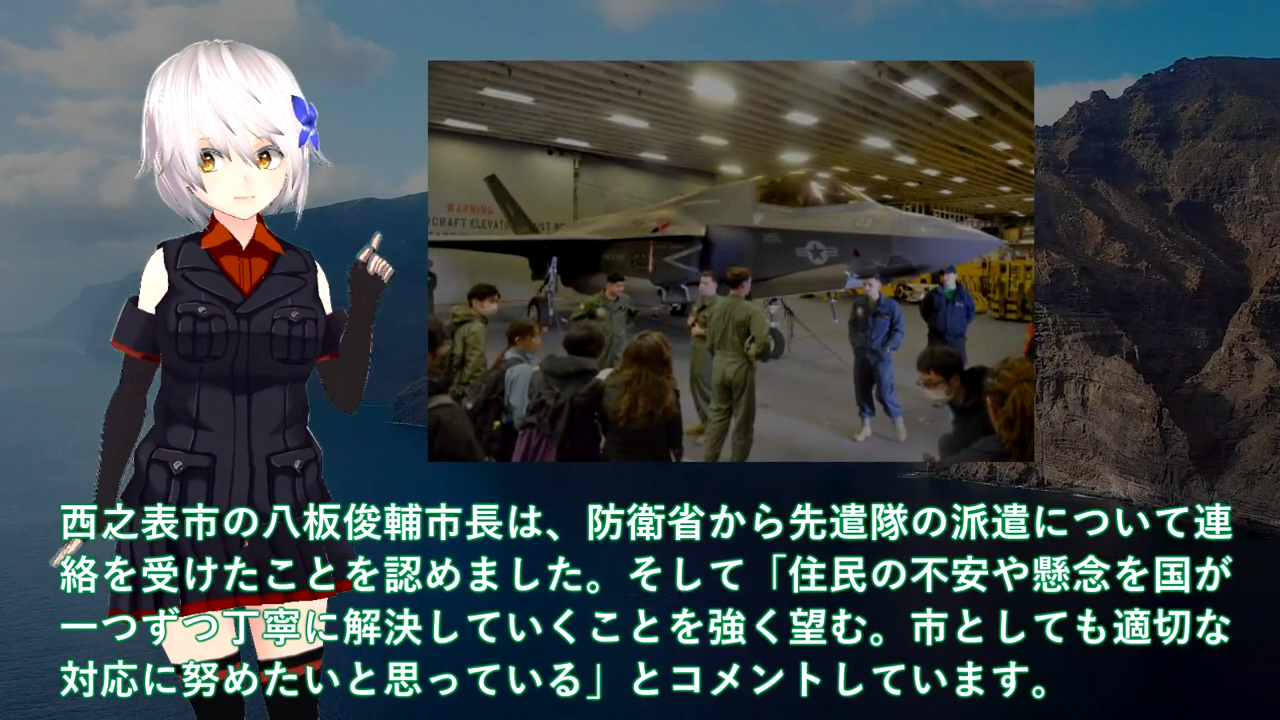 WARNING
西之表市の八板俊輔市長は、防衛省から先遣隊の派遣について連
絡を受けたことを認めました。そして「住民の不安や懸念を国が
一つずつ丁寧に解決していくことを強く望む。市としても適切な
対応に努めたいと思っている」とコメントしています。